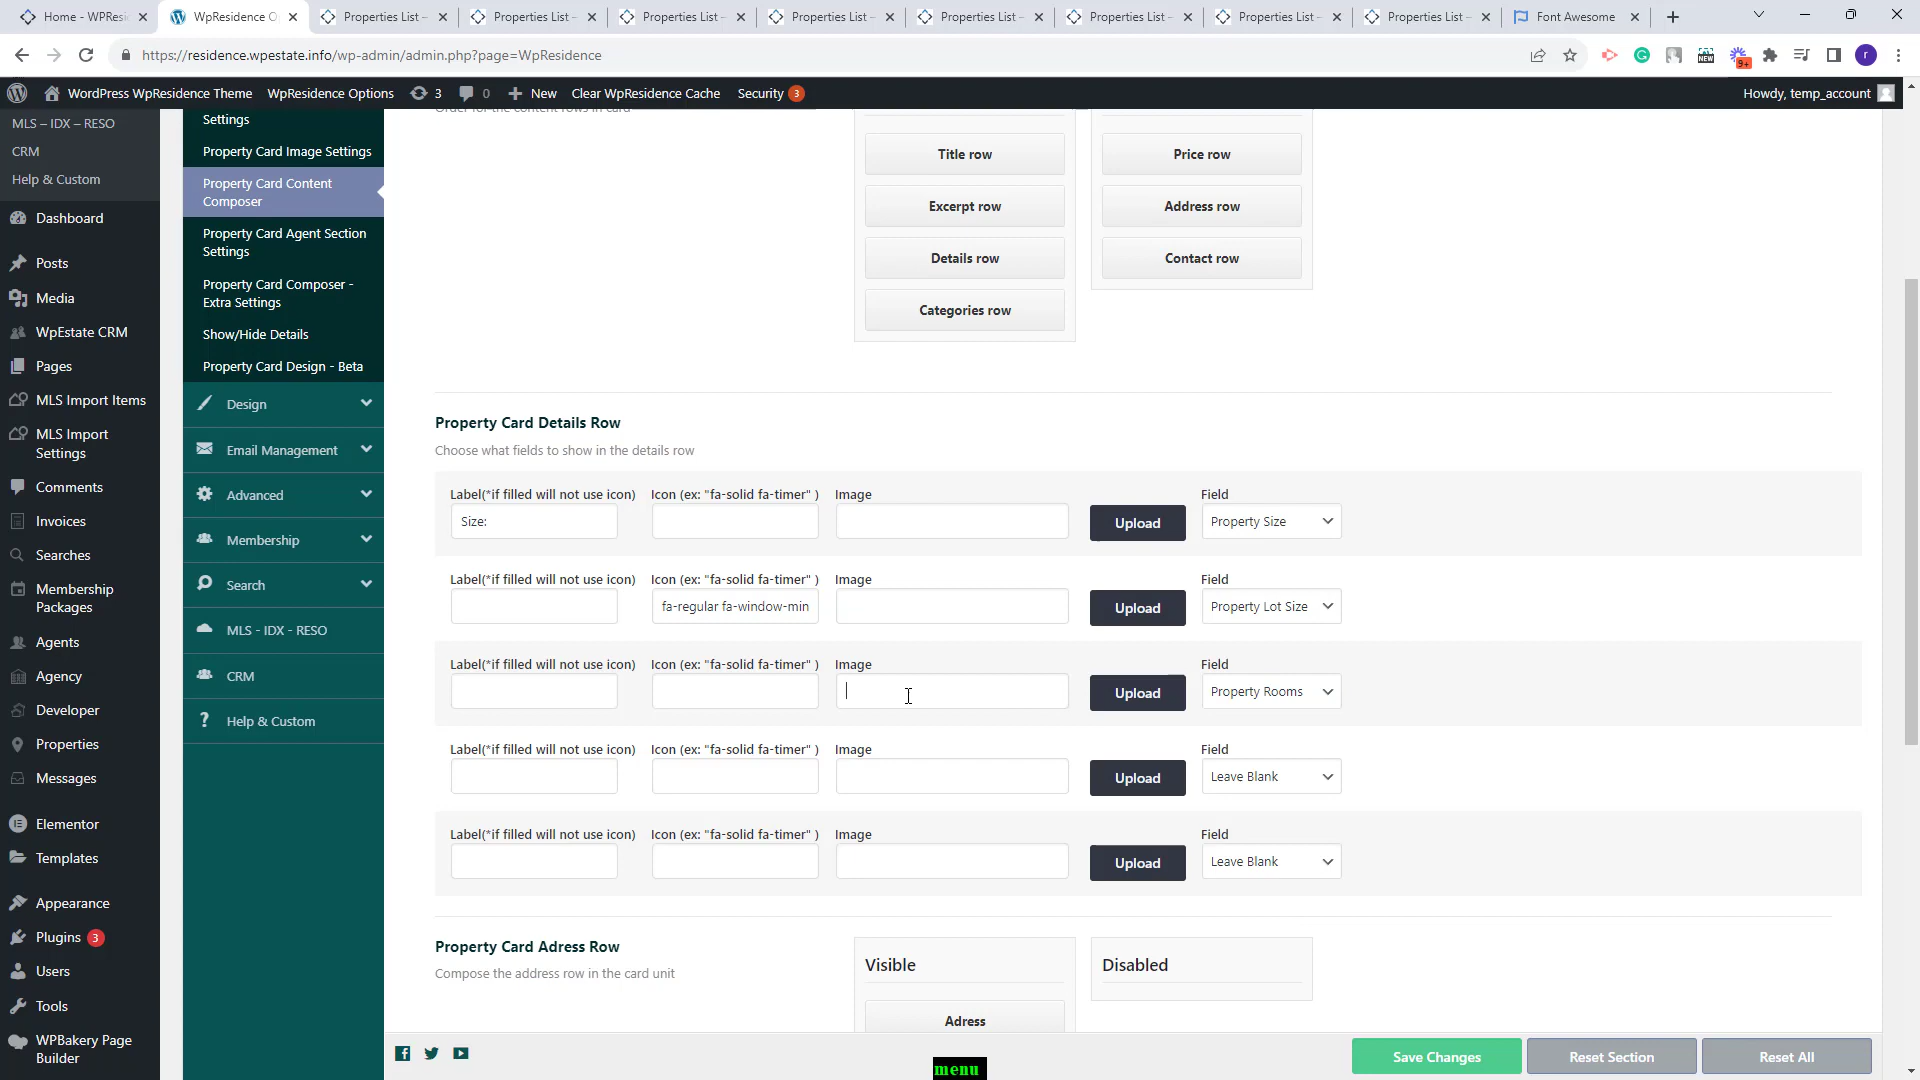 Home - WPResi
WpResidence O
Properties List –
Properties List –
Properties List –
Properties List –
Properties List –
Properties List –
Properties List –
Properties List –
Font Awesome
https://residence.wpestate.info/wp-admin/admin.php?page=WpResidence
NEW
9+
r
WordPress WpResidence Theme
WpResidence Options
3
0
New
Clear WpResidence Cache
Security 3
Howdy, temp_account
MLS – IDX – RESO
CRM
Help & Custom
Dashboard
Posts
Media
WpEstate CRM
Pages
MLS Import Items
MLS Import
Settings
Comments
Invoices
Searches
Membership
Packages
Agents
Agency
Developer
Properties
Messages
Elementor
Templates
Appearance
Plugins 3
Users
Tools
WPBakery Page
Builder
Settings
Property Card Image Settings
Property Card Content
Composer
Property Card Agent Section
Settings
Property Card Composer -
Extra Settings
Show/Hide Details
Property Card Design - Beta
Design
Email Management
Advanced
Membership
Search
MLS - IDX - RESO
CRM
Help & Custom
Order for the content rows in card
Title row
Excerpt row
Details row
Categories row
Price row
Address row
Contact row
Property Card Details Row
Choose what fields to show in the details row
Label(*if filled will not use icon) Icon (ex: "fa-solid fa-timer" ) Image Field
Size: Upload Property Size
Label(*if filled will not use icon) Icon (ex: "fa-solid fa-timer" ) Image Field
fa-regular fa-window-min Upload Property Lot Size
Label(*if filled will not use icon) Icon (ex: "fa-solid fa-timer" ) Image Field
Upload Property Rooms
Label(*if filled will not use icon) Icon (ex: "fa-solid fa-timer" ) Image Field
Upload Leave Blank
Label(*if filled will not use icon) Icon (ex: "fa-solid fa-timer" ) Image Field
Upload Leave Blank
Property Card Adress Row
Compose the address row in the card unit
Visible
Adress
Disabled
menu
Save Changes
Reset Section
Reset All